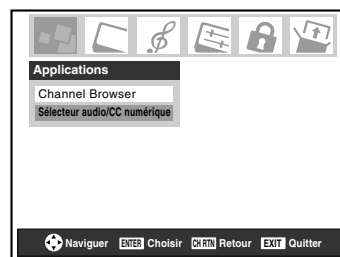 Applications
Channel Browser
Sélecteur audio/CC numérique
Naviguer ENTER Choisir CH RTN Retour EXIT Quitter